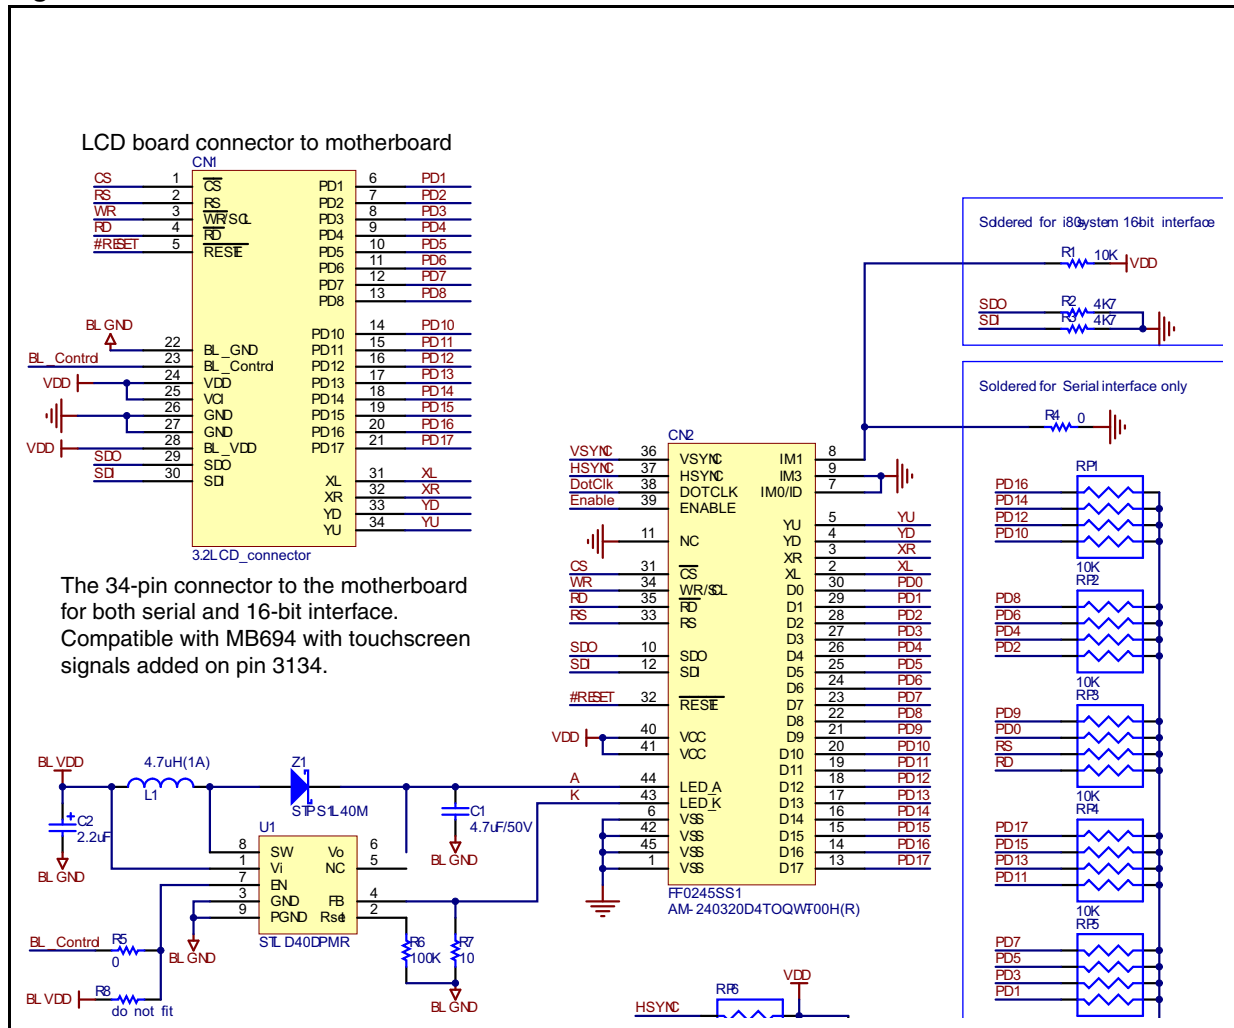 LCD board connector to motherboard
CN1
CS 1 CS PD1 6 PD1
RS 2 RS PD2 7 PD2
WR 3 WR/SCL PD3 8 PD3
RD 4 RD PD4 9 PD4
#RESET 5 RESTE PD5 10 PD5
PD6 11 PD6
PD7 12 PD7
PD8 13 PD8
PD10 14 PD10
BL GND 22 BL_GND PD11 15 PD11
BL_Control 23 BL_Control PD12 16 PD12
VDD 24 VDD PD13 17 PD13
25 VCI PD14 18 PD14
26 GND PD15 19 PD15
27 GND PD16 20 PD16
VDD 28 BL_VDD PD17 21 PD17
SDO 29 SDO
SDI 30 SDI XL 31 XL
XR 32 XR
YD 33 YD
YU 34 YU
3.2LCD_connector
The 34-pin connector to the motherboard
for both serial and 16-bit interface.
Compatible with MB694 with touchscreen
signals added on pin 3134.
Soldered for i80system 16-bit interface
R1 10K VDD
SDO R2 4K7
SDI R3 4K7
Soldered for Serial interface only
R4 0
CN2
VSYNC 36 VSYNC IM1 8
HSYNC 37 HSYNC IM3 9
DotClk 38 DOTCLK IM0/ID 7
Enable 39 ENABLE
YU 5 YU
11 NC YD 4 YD
XR 3 XR
CS 31 CS XL 2 XL
WR 34 WR/SCL D0 30 PD0
RD 35 RD D1 29 PD1
RS 33 RS D2 28 PD2
D3 27 PD3
SDO 10 SDO D4 26 PD4
SDI 12 SDI D5 25 PD5
D6 24 PD6
#RESET 32 RESTE D7 23 PD7
D8 22 PD8
VDD 40 VCC D9 21 PD9
41 VCC D10 20 PD10
D11 19 PD11
A 44 LED_A D12 18 PD12
K 43 LED_K D13 17 PD13
6 VSS D14 16 PD14
42 VSS D15 15 PD15
45 VSS D16 14 PD16
1 VSS D17 13 PD17
FF0245SS1
AM-240320D4TOQWT-00H(R)
RP1
PD16
PD14
PD12
PD10
10K
RP2
PD8
PD6
PD4
PD2
10K
RP3
PD9
PD0
RS
RD
10K
RP4
PD17
PD15
PD13
PD11
10K
RP5
PD7
PD5
PD3
PD1
BL VDD
4.7uH(1A)
L1
Z1
STPS1L40M
C2
2.2uF
BL GND
C1
4.7uF/50V
BL GND
U1
8 SW Vo 6
1 Vi NC 5
7 EN
3 GND FB 4
9 PGND Rset 2
STLD40DPMR
BL GND
BL_Control R5
0
R6
100K
R7
10
BL GND
BL VDD R8
do not fit
VDD
RP6
HSYNC